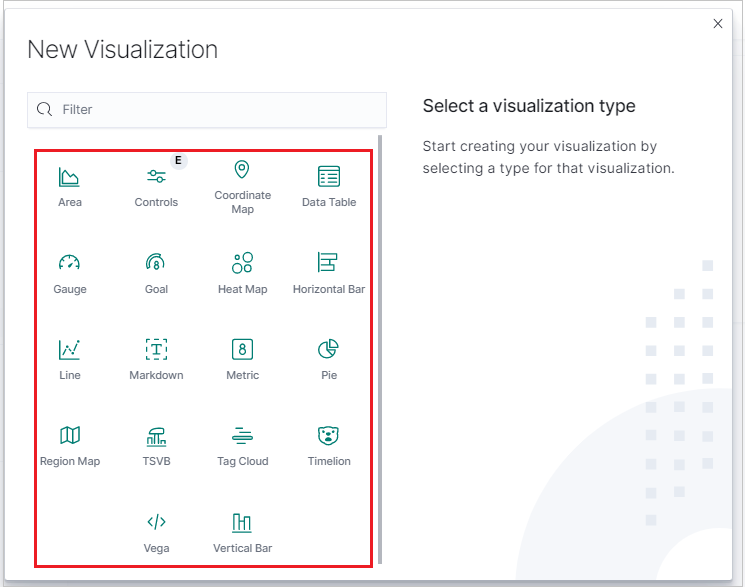 New Visualization
Filter
Select a visualization type
Start creating your visualization by
selecting a type for that visualization.
E
Area
Controls
Coordinate
Map
Data Table
Gauge
8
Goal
Heat Map
Horizontal Bar
Line
T
Markdown
8
Metric
Pie
Region Map
TSVB
Tag Cloud
Timelion
</>
Vega
Vertical Bar